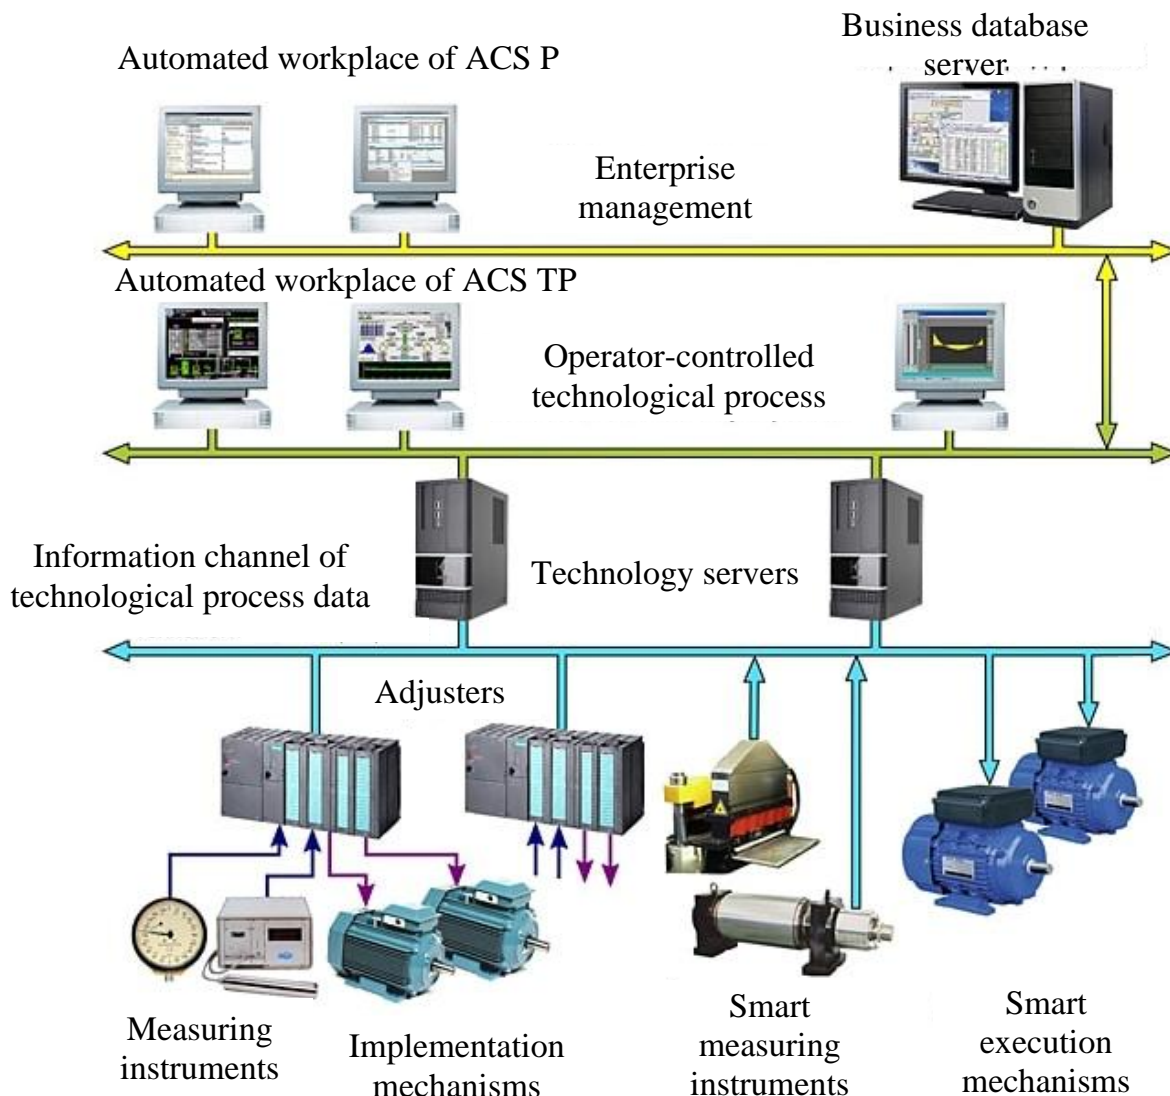 Automated workplace of ACS P
Business database
server
Enterprise
management
Automated workplace of ACS TP
Operator-controlled
technological process
Information channel of
technological process data
Technology servers
Adjusters
Measuring
instruments
Implementation
mechanisms
Smart
measuring
instruments
Smart
execution
mechanisms